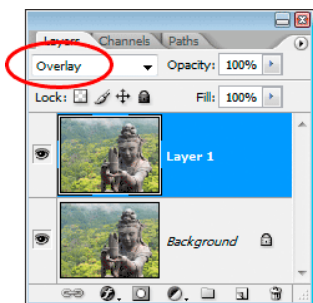 Layers Channels Paths
Overlay Opacity: 100%
Lock: Fill: 100%
Layer 1
Background